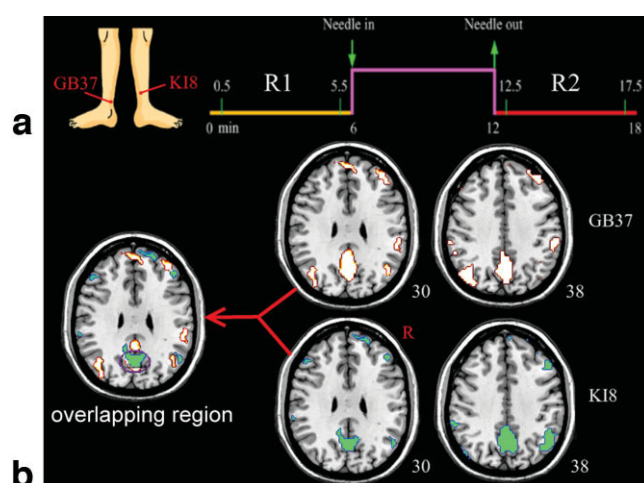 Needle in
Needle out
GB37
KI8
0.5
R1
5.5
12.5
R2
17.5
a
0 min
6
12
18
GB37
30
38
R
KI8
overlapping region
30
38
b